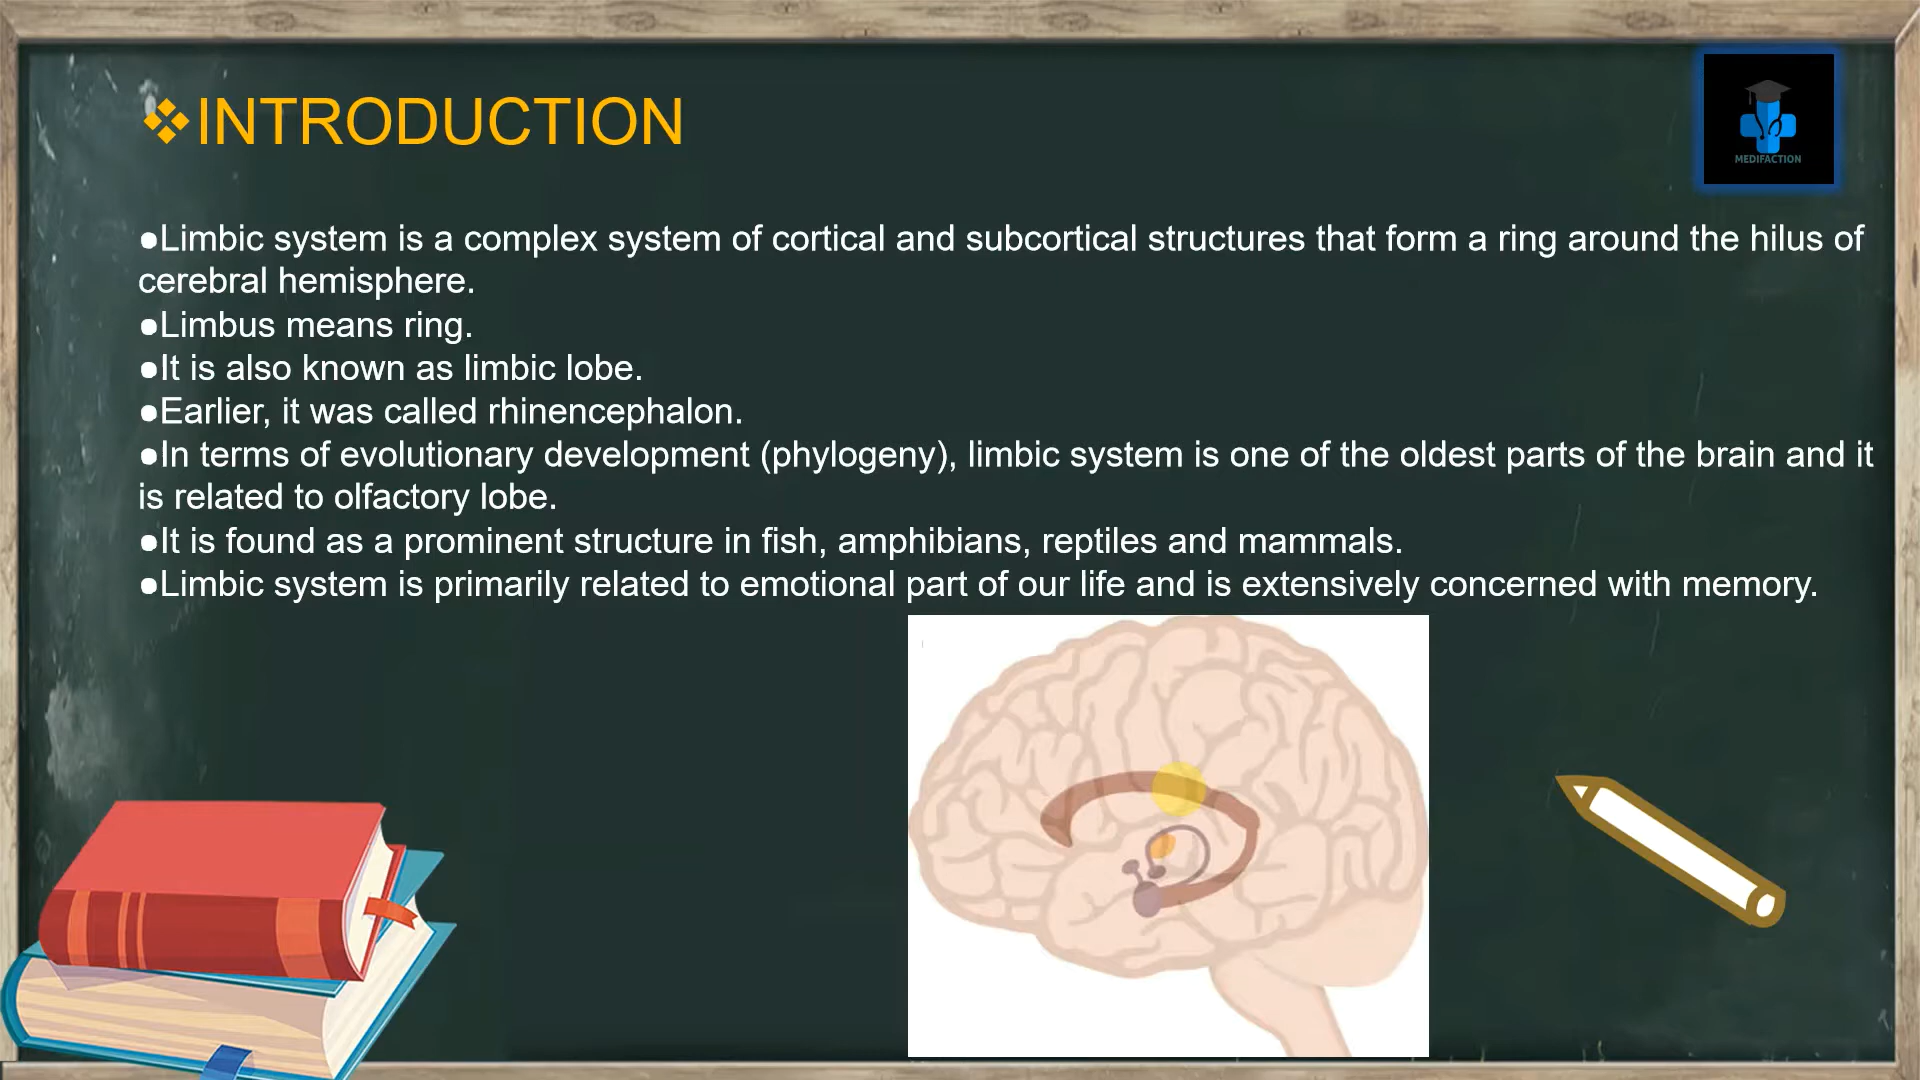 ❖INTRODUCTION
MEDIFACTION
●Limbic system is a complex system of cortical and subcortical structures that form a ring around the hilus of
cerebral hemisphere.
●Limbus means ring.
●It is also known as limbic lobe.
●Earlier, it was called rhinencephalon.
●In terms of evolutionary development (phylogeny), limbic system is one of the oldest parts of the brain and it
is related to olfactory lobe.
●It is found as a prominent structure in fish, amphibians, reptiles and mammals.
●Limbic system is primarily related to emotional part of our life and is extensively concerned with memory.